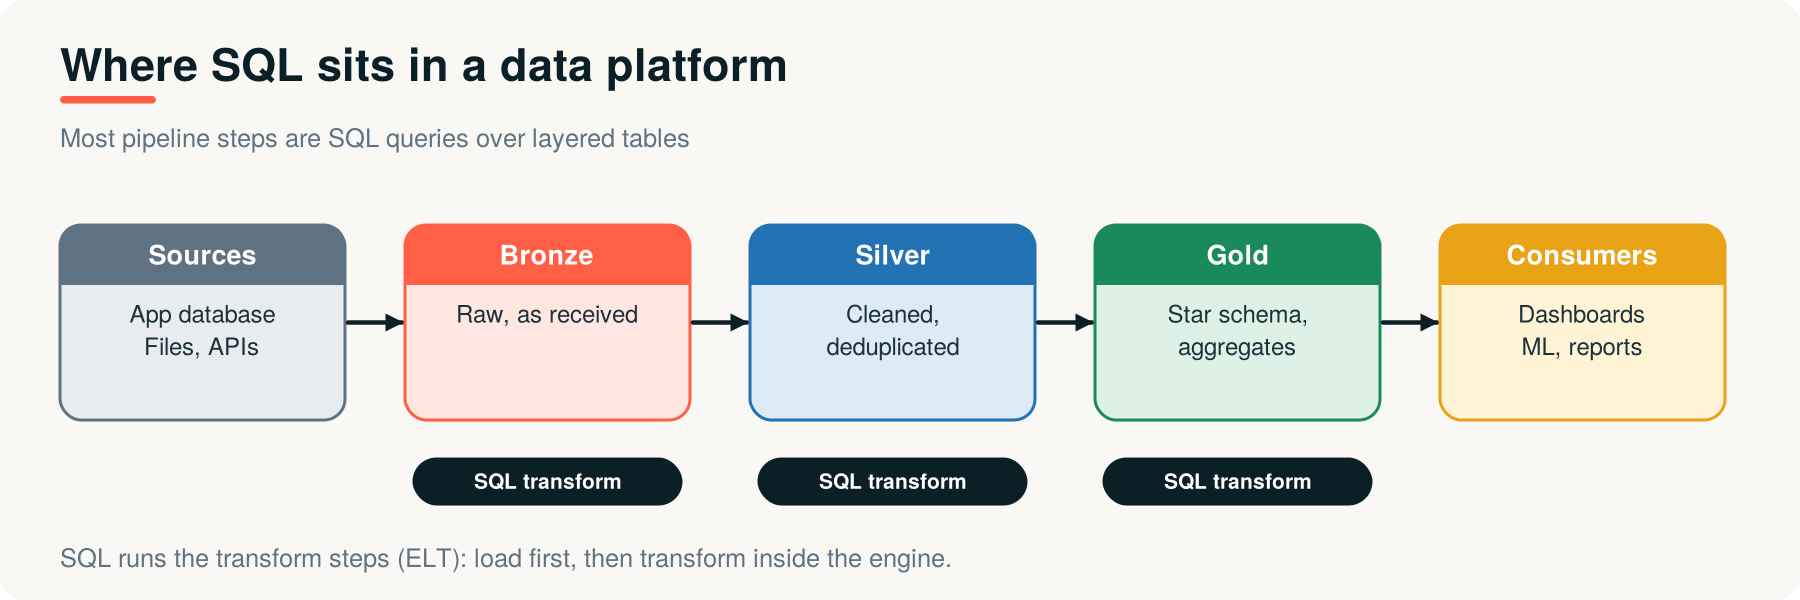 Where SQL sits in a data platform
Most pipeline steps are SQL queries over layered tables
Sources
App database
Files, APIs
Bronze
Raw, as received
Silver
Cleaned,
deduplicated
Gold
Star schema,
aggregates
Consumers
Dashboards
ML, reports
SQL transform
SQL transform
SQL transform
SQL runs the transform steps (ELT): load first, then transform inside the engine.